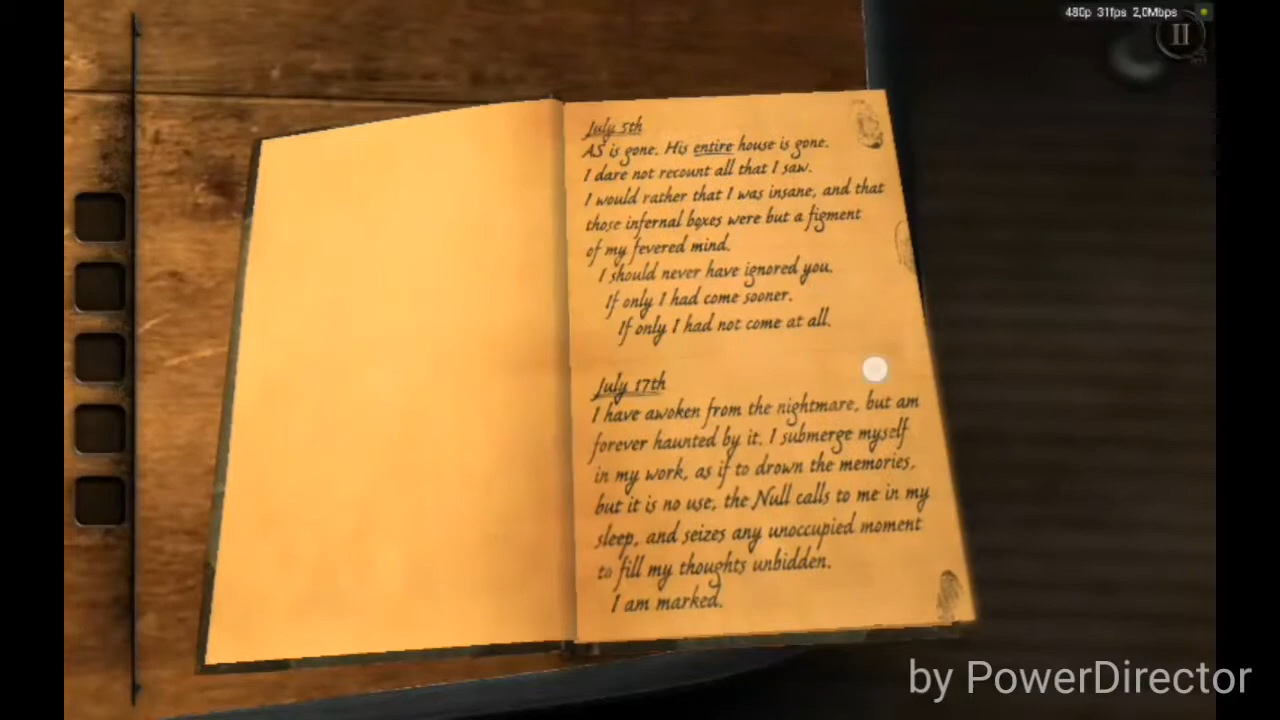 480p 31fps 2,0Mbps
July 5th
AS is gone. His entire house is gone.
I dare not recount all that I saw.
I would rather that I was insane, and that
those infernal boxes were but a figment
of my fevered mind.
I should never have ignored you.
If only I had come sooner.
If only I had not come at all.
July 17th
I have awoken from the nightmare, but am
forever haunted by it. I submerge myself
in my work, as if to drown the memories,
but it is no use, the Null calls to me in my
sleep, and seizes any unoccupied moment
to fill my thoughts unbidden.
I am marked.
by PowerDirector